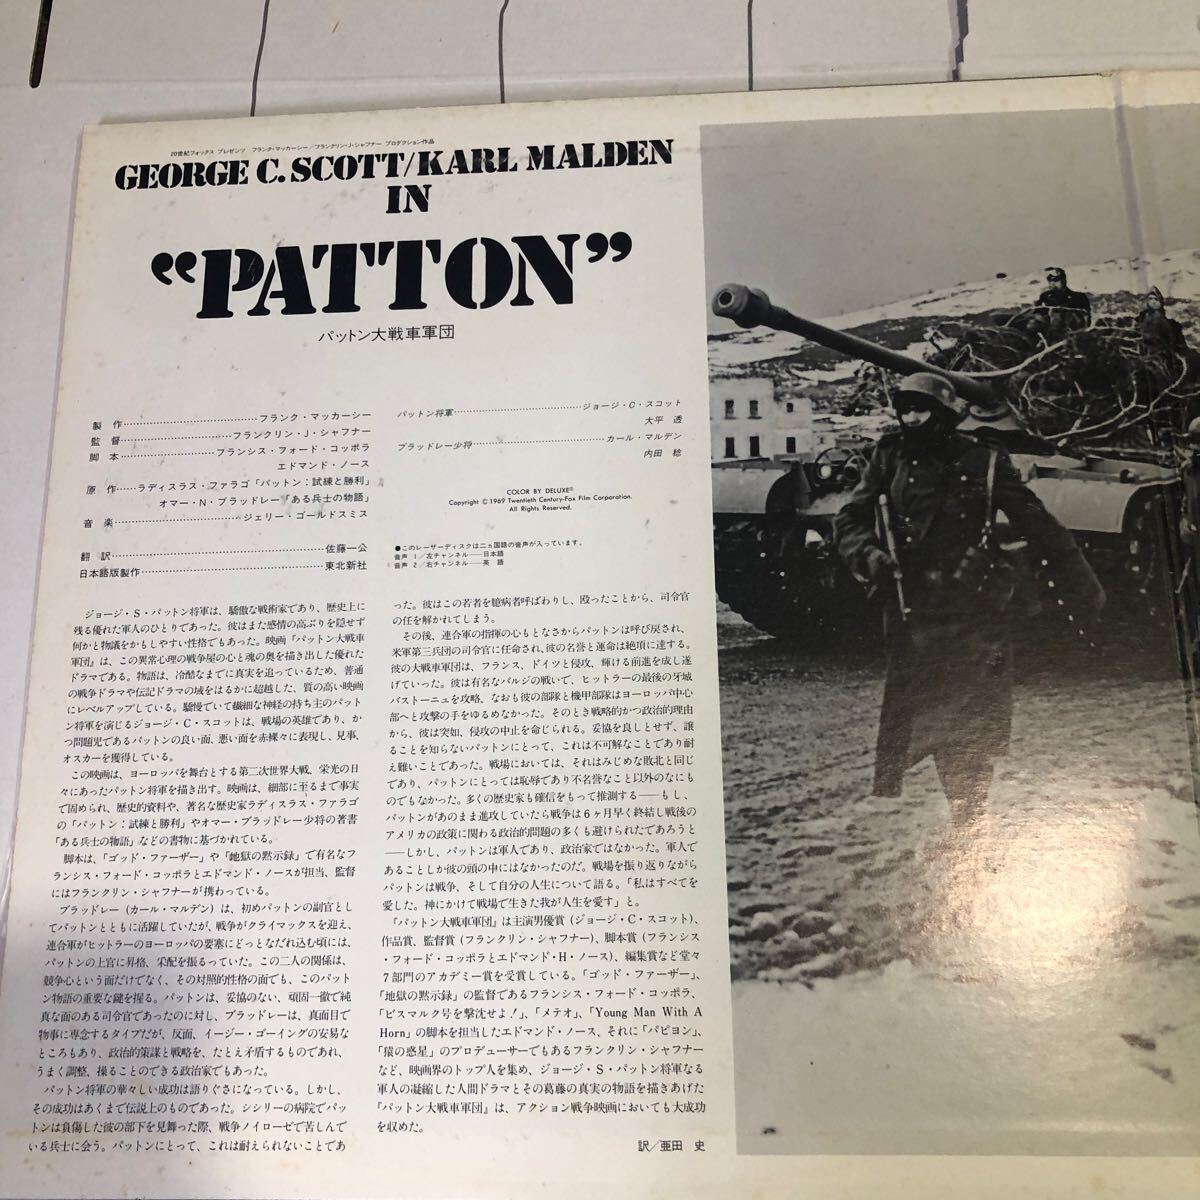 20世紀フォックス プレゼンツ　フランク・マッカーシー／フランクリン・J・シャフナー プロダクション作品
GEORGE C. SCOTT/KARL MALDEN
IN
“PATTON”
パットン大戦車軍団
製　作……………………フランク・マッカーシー
監　督……………………フランクリン・J・シャフナー
脚　本……………………フランシス・フォード・コッポラ
エドマンド・ノース
原　作……ラディスラス・ファラゴ「パットン：試練と勝利」
オマー・N・ブラッドレー「ある兵士の物語」
音　楽……………………ジェリー・ゴールドスミス
翻　訳……………………佐藤一公
日本語版製作……………………東北新社
パットン将軍……………………ジョージ・C・スコット
大平　透
ブラッドレー少将……………………カール・マルデン
内田　稔
COLOR BY DELUXE®
Copyright © 1969 Twentieth Century-Fox Film Corporation.
All Rights Reserved.
●このレーザーディスクは二ヵ国語の音声が入っています。
音声 1／左チャンネル──日本語
音声 2／右チャンネル──英　語
ジョージ・S・パットン将軍は、驕傲な戦術家であり、歴史上に
残る優れた軍人のひとりであった。彼はまた感情の高ぶりを隠せず
何かと物議をかもしやすい性格でもあった。映画『パットン大戦車
軍団』は、この異常心理の戦争屋の心と魂の奥を描き出した優れた
ドラマである。物語は、冷酷なまでに真実を追っているため、普通
の戦争ドラマや伝記ドラマの域をはるかに超越した、質の高い映画
にレベルアップしている。驕慢でいて繊細な神経の持ち主のパット
ン将軍を演じるジョージ・C・スコットは、戦場の英雄であり、か
つ問題児であるパットンの良い面、悪い面を赤裸々に表現し、見事、
オスカーを獲得している。
この映画は、ヨーロッパを舞台とする第二次世界大戦、栄光の日
々にあったパットン将軍を描き出す。映画は、細部に至るまで事実
で固められ、歴史的資料や、著名な歴史家ラディスラス・ファラゴ
の「パットン：試練と勝利」やオマー・ブラッドレー少将の著書
「ある兵士の物語」などの書物に基づかれている。
脚本は、「ゴッド・ファーザー」や「地獄の黙示録」で有名なフ
ランシス・フォード・コッポラとエドマンド・ノースが担当、監督
にはフランクリン・シャフナーが携わっている。
ブラッドレー（カール・マルデン）は、初めパットンの副官とし
てパットンとともに活躍していたが、戦争がクライマックスを迎え、
連合軍がヒットラーのヨーロッパの要塞にどっとなだれ込む頃には、
パットンの上官に昇格、采配を振るっていた。この二人の関係は、
競争心という面だけでなく、その対照的性格の面でも、このパット
ン物語の重要な鍵を握る。パットンは、妥協のない、頑固一徹で純
真な面のある司令官であったのに対し、ブラッドレーは、真面目で
物事に専念するタイプだが、反面、イージー・ゴーイングの安易な
ところもあり、政治的策謀と戦略を、たとえ矛盾するものであれ、
うまく調整、操ることのできる政治家でもあった。
パットン将軍の華々しい成功は語りぐさになっている。しかし、
その成功はあくまで伝説上のものであった。シシリーの病院でパッ
トンは負傷した彼の部下を見舞った際、戦争ノイローゼで苦しんで
いる兵士に会う。パットンにとって、これは耐えられないことであ
った。彼はこの若者を臆病者呼ばわりし、殴ったことから、司令官
の任を解かれてしまう。
その後、連合軍の指揮の心もとなさからパットンは呼び戻され、
米軍第三兵団の司令官に任命され、彼の名誉と運命は絶頂に達する。
彼の大戦車軍団は、フランス、ドイツと侵攻、輝ける前進を成し遂
げていった。彼は有名なバルジの戦いで、ヒットラーの最後の牙城
バストーニュを攻略、なおも彼の部隊と機甲部隊はヨーロッパ中心
部へと攻撃の手をゆるめなかった。そのとき戦略的かつ政治的理由
から、彼は突如、侵攻の中止を命じられる。妥協を良しとせず、譲
ることを知らないパットンにとって、これは不可解なことであり耐
え難いことであった。戦場においては、それはみじめな敗北と同じ
であり、パットンにとっては恥辱であり不名誉なこと以外のなにも
のでもなかった。多くの歴史家も確信をもって推測する──もし、
パットンがあのまま進攻していたら戦争は6ヶ月早く終結し戦後の
アメリカの政策に関わる政治的問題の多くも避けられたであろうと
──しかし、パットンは軍人であり、政治家ではなかった。軍人で
あることしか彼の頭の中にはなかったのだ。戦場を振り返りながら
パットンは戦争、そして自分の人生について語る。「私はすべてを
愛した。神にかけて戦場で生きた我が人生を愛す」と。
『パットン大戦車軍団』は主演男優賞（ジョージ・C・スコット）、
作品賞、監督賞（フランクリン・シャフナー）、脚本賞（フランシス
・フォード・コッポラとエドマンド・H・ノース）、編集賞など堂々
7部門のアカデミー賞を受賞している。「ゴッド・ファーザー」、
「地獄の黙示録」の監督であるフランシス・フォード・コッポラ、
「ビスマルク号を撃沈せよ！」、「メテオ」、「Young Man With A
Horn」の脚本を担当したエドマンド・ノース、それに「パピヨン」、
「猿の惑星」のプロデューサーでもあるフランクリン・シャフナー
など、映画界のトップ人を集め、ジョージ・S・パットン将軍なる
軍人の凝縮した人間ドラマとその葛藤の真実の物語を描きあげた
『パットン大戦車軍団』は、アクション戦争映画においても大成功
を収めた。
訳／亜田　史